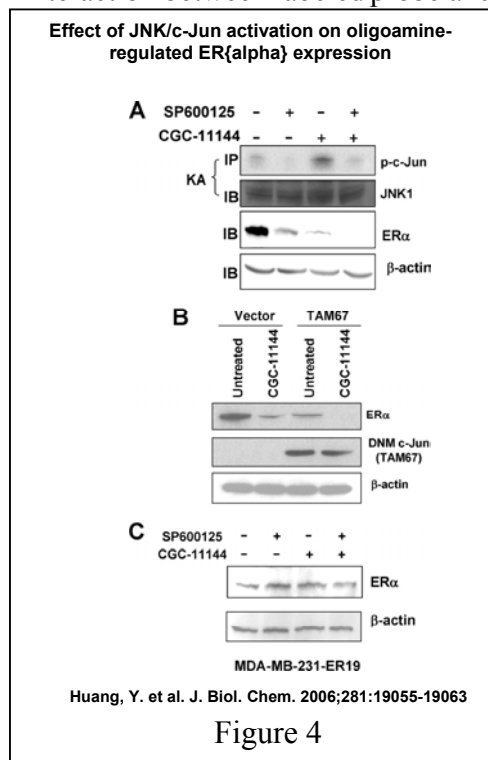 Effect of JNK/c-Jun activation on oligoamine-
regulated ER{alpha} expression
A
SP600125 - + - +
CGC-11144 - - + +
KA
IP p-c-Jun
IB JNK1
IB ERα
IB β-actin
B
Vector TAM67
Untreated CGC-11144 Untreated CGC-11144
ERα
DNM c-Jun
(TAM67)
β-actin
C
SP600125 - + - +
CGC-11144 - - + +
ERα
β-actin
MDA-MB-231-ER19
Huang, Y. et al. J. Biol. Chem. 2006;281:19055-19063
Figure 4